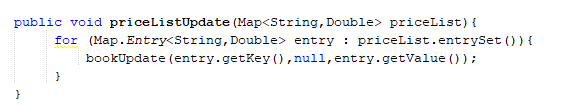 public void priceListUpdate(Map<String,Double> priceList){
for (Map.Entry<String,Double> entry : priceList.entrySet()){
bookUpdate(entry.getKey(),null,entry.getValue());
}
}